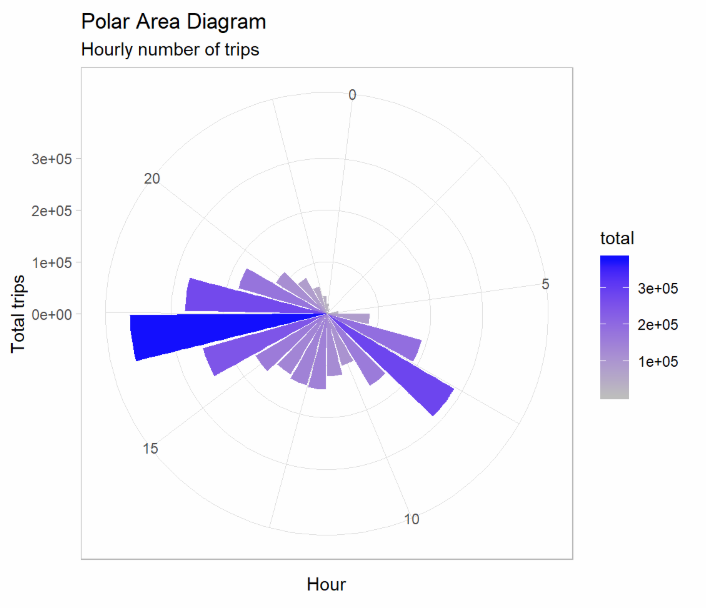 Polar Area Diagram
Hourly number of trips
0
3e+05
20
2e+05
1e+05
0e+00
5
15
10
Total trips
Hour
total
3e+05
2e+05
1e+05